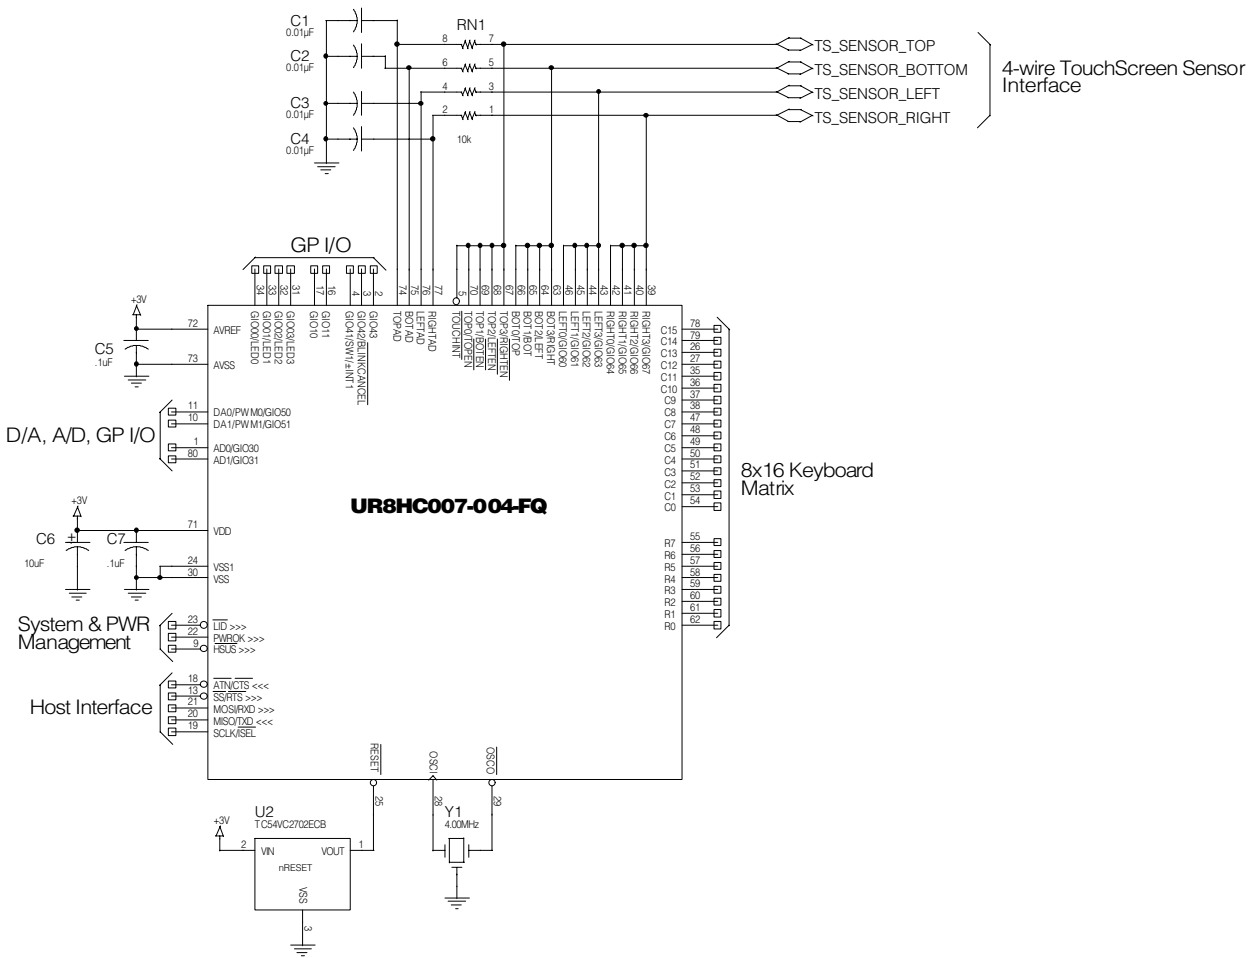 C1
0.01µF
C2
0.01µF
C3
0.01µF
C4
0.01µF
RN1
8 7
6 5
4 3
2 1
10k
TS_SENSOR_TOP
TS_SENSOR_BOTTOM
TS_SENSOR_LEFT
TS_SENSOR_RIGHT
4-wire TouchScreen Sensor
Interface
GP I/O
34
33
32
31
17
16
4
3
2
74
75
76
77
5
70
69
68
67
66
65
64
63
46
45
44
43
42
41
40
39
GIO00/LED0
GIO01/LED1
GIO02/LED2
GIO03/LED3
GIO10
GIO11
GIO41/SW1/±INT1
GIO42/BLINKCANCEL
GIO43
TOPAD
BOTAD
LEFTAD
RIGHTAD
TOUCHINT
TOP0/TOPEN
TOP1/BOTEN
TOP2/LEFTEN
TOP3/RIGHTEN
BOT0/TOP
BOT1/BOT
BOT2/LEFT
BOT3/RIGHT
LEFT0/GIO60
LEFT1/GIO61
LEFT2/GIO62
LEFT3/GIO63
RIGHT0/GIO64
RIGHT1/GIO65
RIGHT2/GIO66
RIGHT3/GIO67
+3V
C5
.1uF
72 AVREF
73 AVSS
D/A, A/D, GP I/O
11 DA0/PWM0/GIO50
10 DA1/PWM1/GIO51
1 AD0/GIO30
80 AD1/GIO31
UR8HC007-004-FQ
+3V
C6
10uF
+
C7
.1uF
71 VDD
24 VSS1
30 VSS
System & PWR
Management
23 LID >>>
22 PWROK >>>
9 HSUS >>>
Host Interface
18 ATN/CTS <<<
13 SS/RTS >>>
21 MOSI/RXD >>>
20 MISO/TXD <<<
19 SCLK/ISEL
C15 78
C14 79
C13 26
C12 27
C11 35
C10 36
C9 37
C8 38
C7 47
C6 48
C5 49
C4 50
C3 51
C2 52
C1 53
C0 54
8x16 Keyboard
Matrix
R7 55
R6 56
R5 57
R4 58
R3 59
R2 60
R1 61
R0 62
RESET
OSCI
OSCO
25
28
29
U2
TC54VC2702ECB
+3V
2 VIN
VOUT 1
nRESET
VSS
3
Y1
4.00MHz